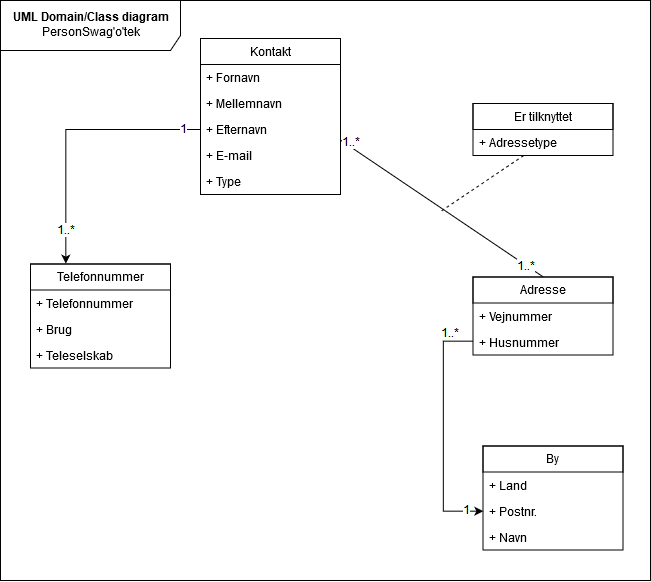 UML Domain/Class diagram
PersonSwag'o'tek
Kontakt
+ Fornavn
+ Mellemnavn
+ Efternavn
+ E-mail
+ Type
1
1..*
1..*
1..*
Er tilknyttet
+ Adressetype
Telefonnummer
+ Telefonnummer
+ Brug
+ Teleselskab
Adresse
+ Vejnummer
+ Husnummer
1..*
1
By
+ Land
+ Postnr.
+ Navn